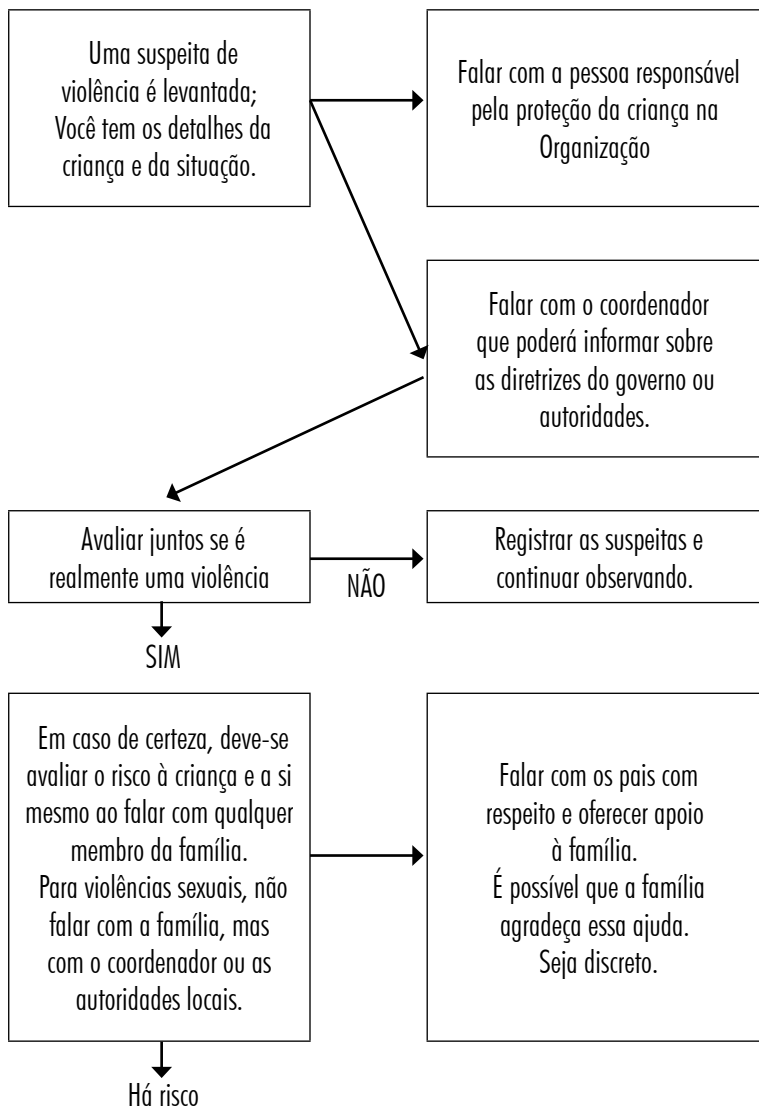 Uma suspeita de
violência é levantada;
Você tem os detalhes da
criança e da situação.
Falar com a pessoa responsável
pela proteção da criança na
Organização
Falar com o coordenador
que poderá informar sobre
as diretrizes do governo ou
autoridades.
Avaliar juntos se é
realmente uma violência
NÃO
Registrar as suspeitas e
continuar observando.
SIM
Em caso de certeza, deve-se
avaliar o risco à criança e a si
mesmo ao falar com qualquer
membro da família.
Para violências sexuais, não
falar com a família, mas
com o coordenador ou as
autoridades locais.
Falar com os pais com
respeito e oferecer apoio
à família.
É possível que a família
agradeça essa ajuda.
Seja discreto.
Há risco